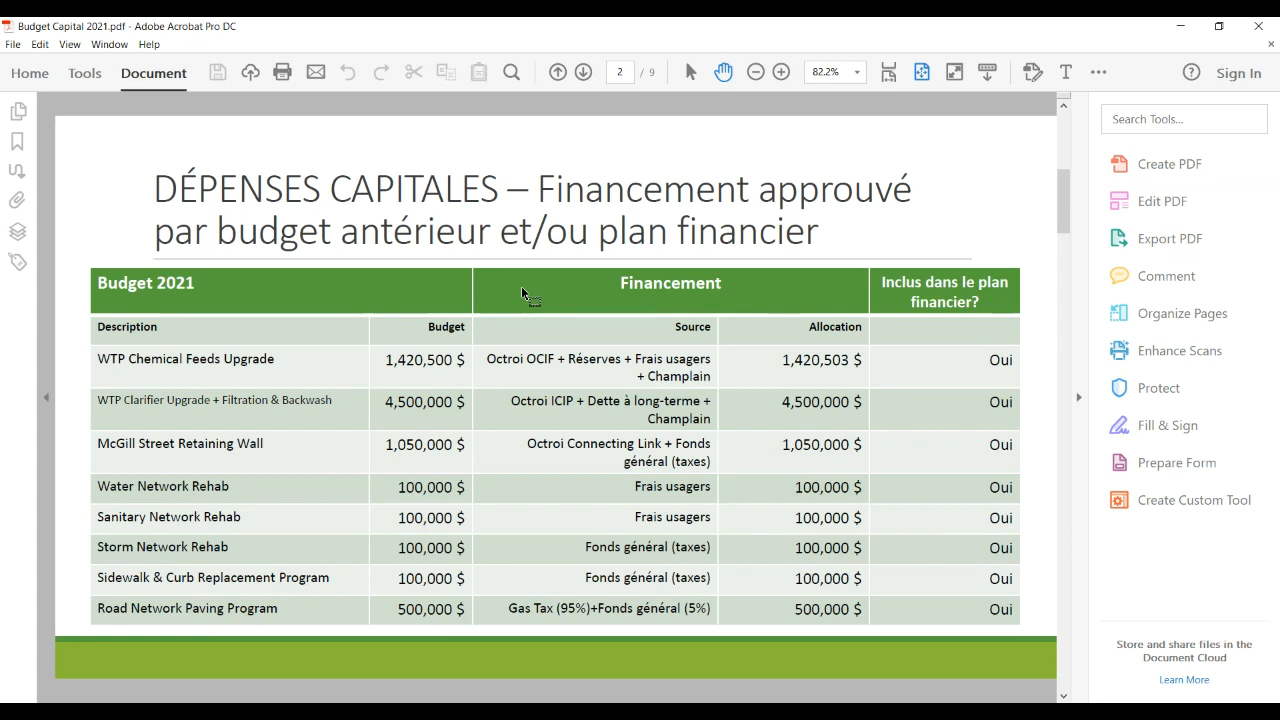 Budget Capital 2021.pdf - Adobe Acrobat Pro DC
File Edit View Window Help
Home Tools Document 2 / 9 82.2% Sign In
Search Tools...
Create PDF
Edit PDF
Export PDF
Comment
Organize Pages
Enhance Scans
Protect
Fill & Sign
Prepare Form
Create Custom Tool
Store and share files in the
Document Cloud
Learn More
DÉPENSES CAPITALES – Financement approuvé
par budget antérieur et/ou plan financier
Budget 2021 Financement Inclus dans le plan
financier?
Description Budget Source Allocation
WTP Chemical Feeds Upgrade 1,420,500 $ Octroi OCIF + Réserves + Frais usagers 1,420,503 $ Oui
+ Champlain
WTP Clarifier Upgrade + Filtration & Backwash 4,500,000 $ Octroi ICIP + Dette à long-terme + 4,500,000 $ Oui
Champlain
McGill Street Retaining Wall 1,050,000 $ Octroi Connecting Link + Fonds 1,050,000 $ Oui
général (taxes)
Water Network Rehab 100,000 $ Frais usagers 100,000 $ Oui
Sanitary Network Rehab 100,000 $ Frais usagers 100,000 $ Oui
Storm Network Rehab 100,000 $ Fonds général (taxes) 100,000 $ Oui
Sidewalk & Curb Replacement Program 100,000 $ Fonds général (taxes) 100,000 $ Oui
Road Network Paving Program 500,000 $ Gas Tax (95%)+Fonds général (5%) 500,000 $ Oui